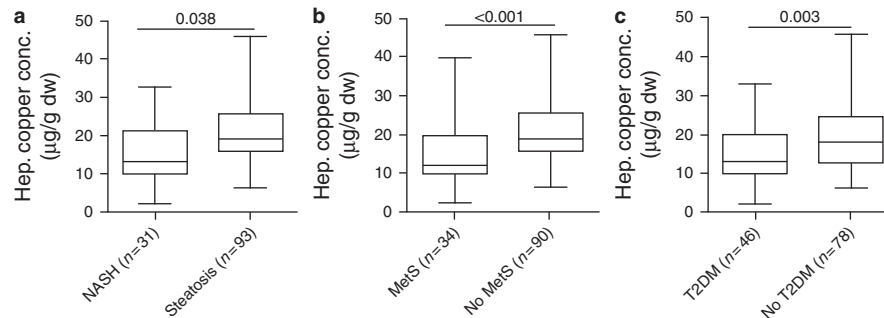 a
0.038
Hep. copper conc.
(µg/g dw)
50
40
30
20
10
0
NASH (n=31)
Steatosis (n=93)
b
<0.001
Hep. copper conc.
(µg/g dw)
50
40
30
20
10
0
MetS (n=34)
No MetS (n=90)
c
0.003
Hep. copper conc.
(µg/g dw)
50
40
30
20
10
0
T2DM (n=46)
No T2DM (n=78)